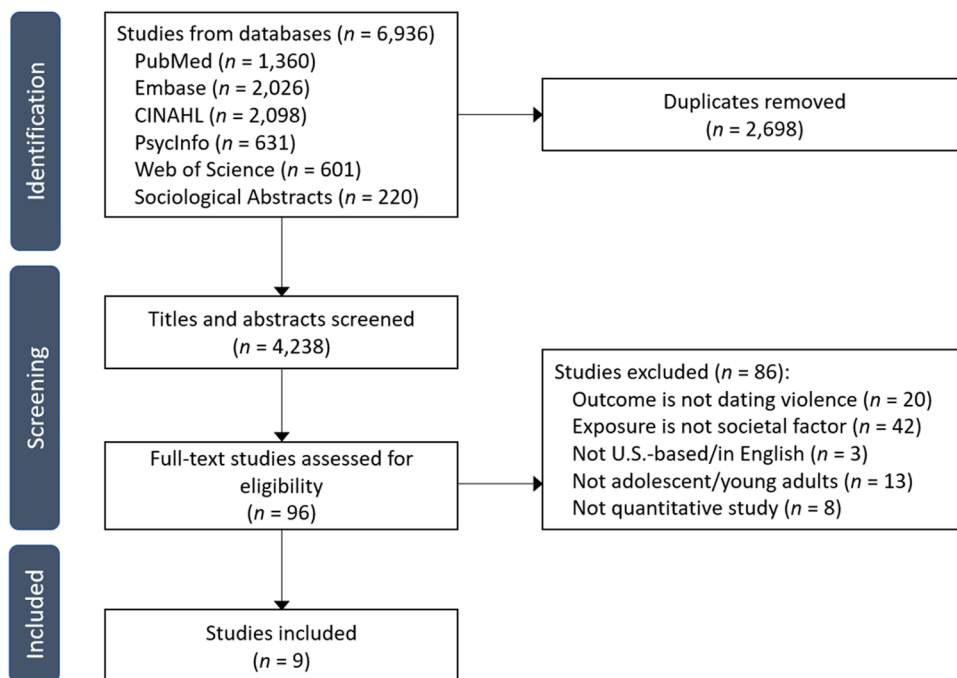 Identification
Studies from databases (n = 6,936)
PubMed (n = 1,360)
Embase (n = 2,026)
CINAHL (n = 2,098)
PsycInfo (n = 631)
Web of Science (n = 601)
Sociological Abstracts (n = 220)
Duplicates removed
(n = 2,698)
Screening
Titles and abstracts screened
(n = 4,238)
Full-text studies assessed for
eligibility
(n = 96)
Studies excluded (n = 86):
Outcome is not dating violence (n = 20)
Exposure is not societal factor (n = 42)
Not U.S.-based/in English (n = 3)
Not adolescent/young adults (n = 13)
Not quantitative study (n = 8)
Included
Studies included
(n = 9)